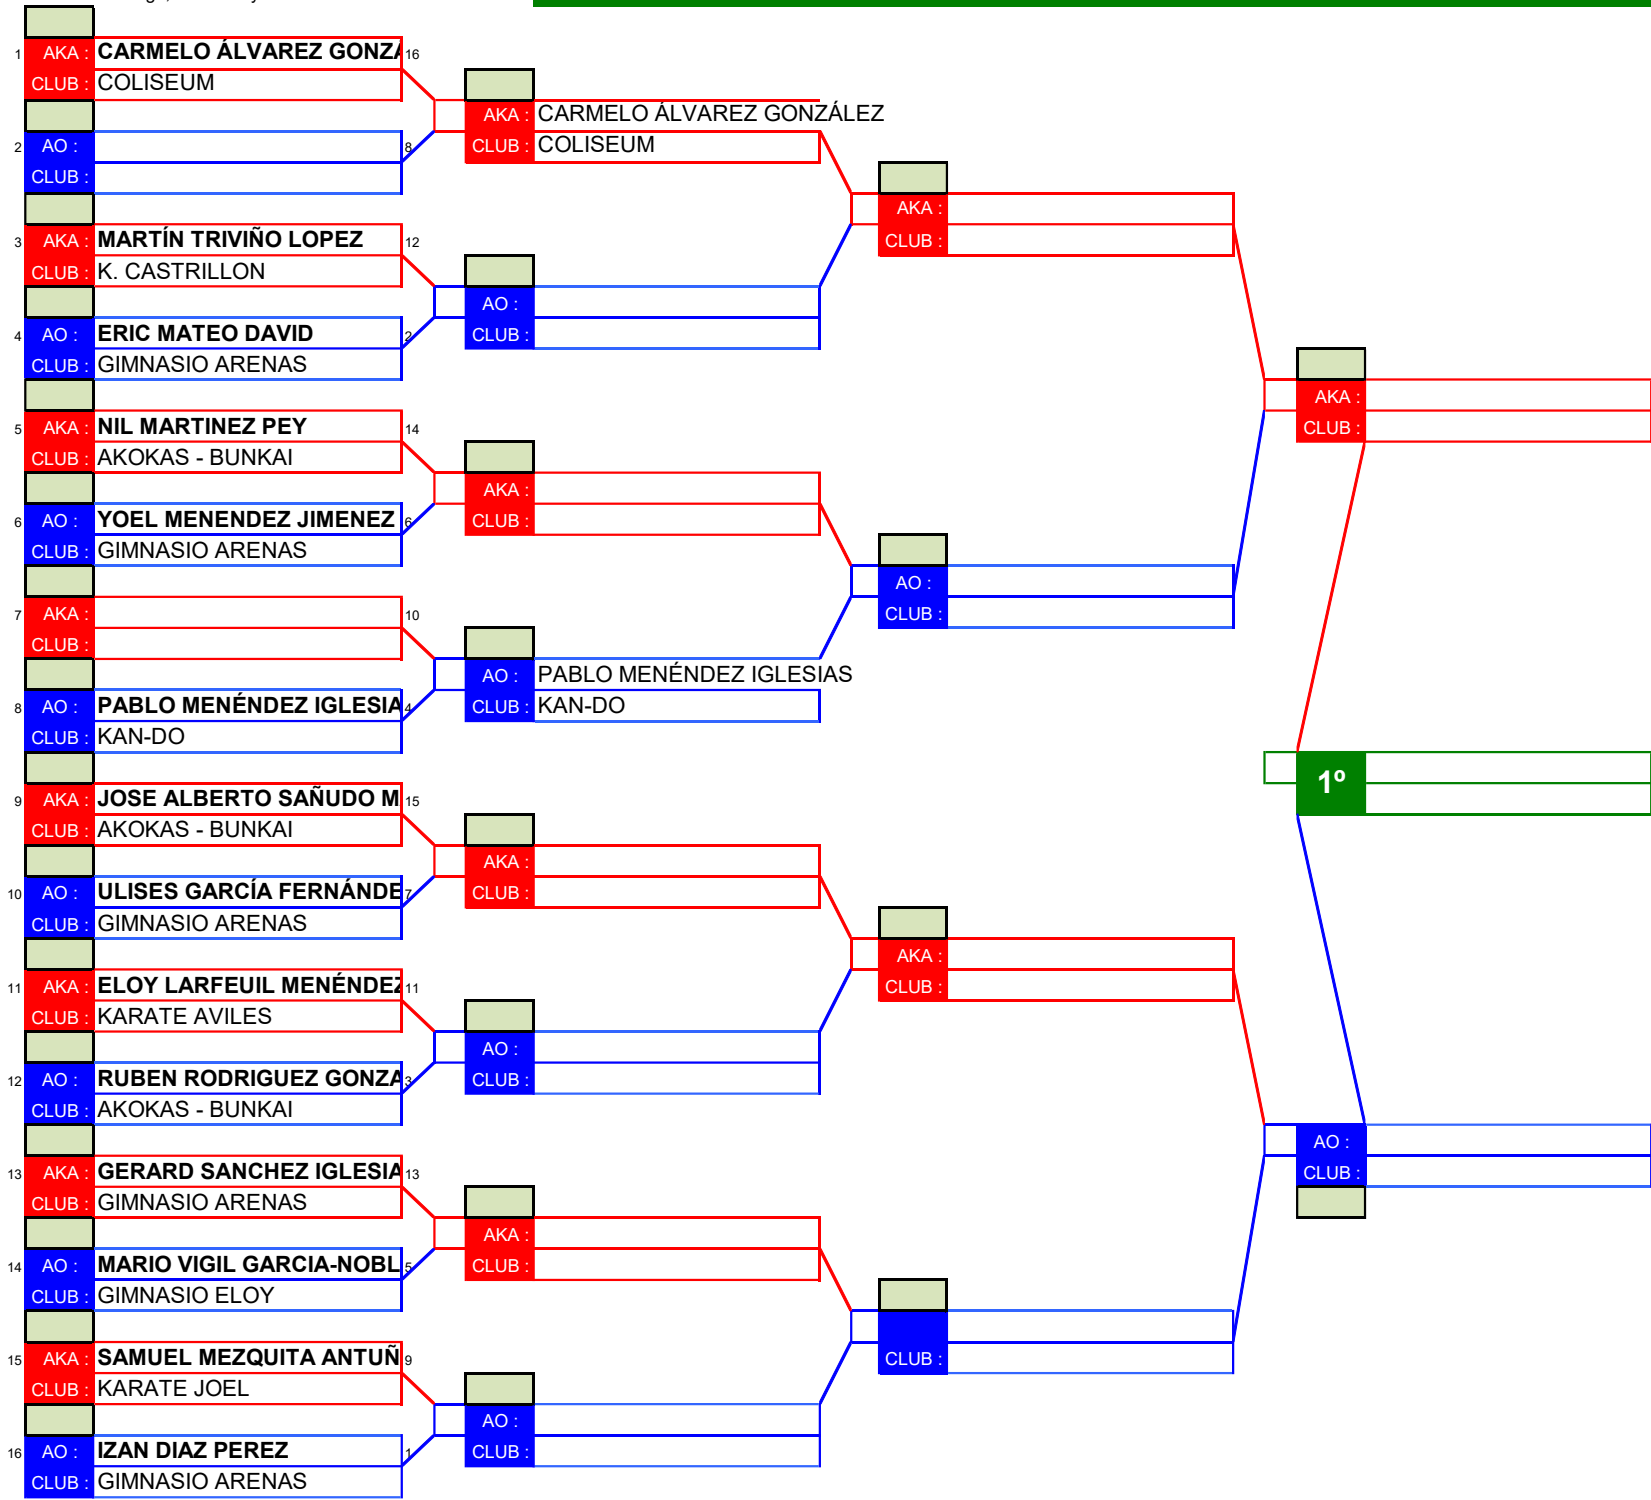 1 AKA : CARMELO ÁLVAREZ GONZÁ 16
CLUB : COLISEUM
2 AO : 8
CLUB :
3 AKA : MARTÍN TRIVIÑO LOPEZ 12
CLUB : K. CASTRILLON
4 AO : ERIC MATEO DAVID 2
CLUB : GIMNASIO ARENAS
5 AKA : NIL MARTINEZ PEY 14
CLUB : AKOKAS - BUNKAI
6 AO : YOEL MENENDEZ JIMENEZ 6
CLUB : GIMNASIO ARENAS
7 AKA : 10
CLUB :
8 AO : PABLO MENÉNDEZ IGLESIA 4
CLUB : KAN-DO
9 AKA : JOSE ALBERTO SAÑUDO M 15
CLUB : AKOKAS - BUNKAI
10 AO : ULISES GARCÍA FERNÁNDE 7
CLUB : GIMNASIO ARENAS
11 AKA : ELOY LARFEUIL MENÉNDEZ 11
CLUB : KARATE AVILES
12 AO : RUBEN RODRIGUEZ GONZA 3
CLUB : AKOKAS - BUNKAI
13 AKA : GERARD SANCHEZ IGLESIA 13
CLUB : GIMNASIO ARENAS
14 AO : MARIO VIGIL GARCIA-NOBL 5
CLUB : GIMNASIO ELOY
15 AKA : SAMUEL MEZQUITA ANTUÑ 9
CLUB : KARATE JOEL
16 AO : IZAN DIAZ PEREZ 1
CLUB : GIMNASIO ARENAS
AKA : CARMELO ÁLVAREZ GONZÁLEZ
CLUB : COLISEUM
AO :
CLUB :
AKA :
CLUB :
AO : PABLO MENÉNDEZ IGLESIAS
CLUB : KAN-DO
AKA :
CLUB :
AO :
CLUB :
AKA :
CLUB :
AO :
CLUB :
AKA :
CLUB :
AO :
CLUB :
AKA :
CLUB :
CLUB :
AKA :
CLUB :
1º
AO :
CLUB :